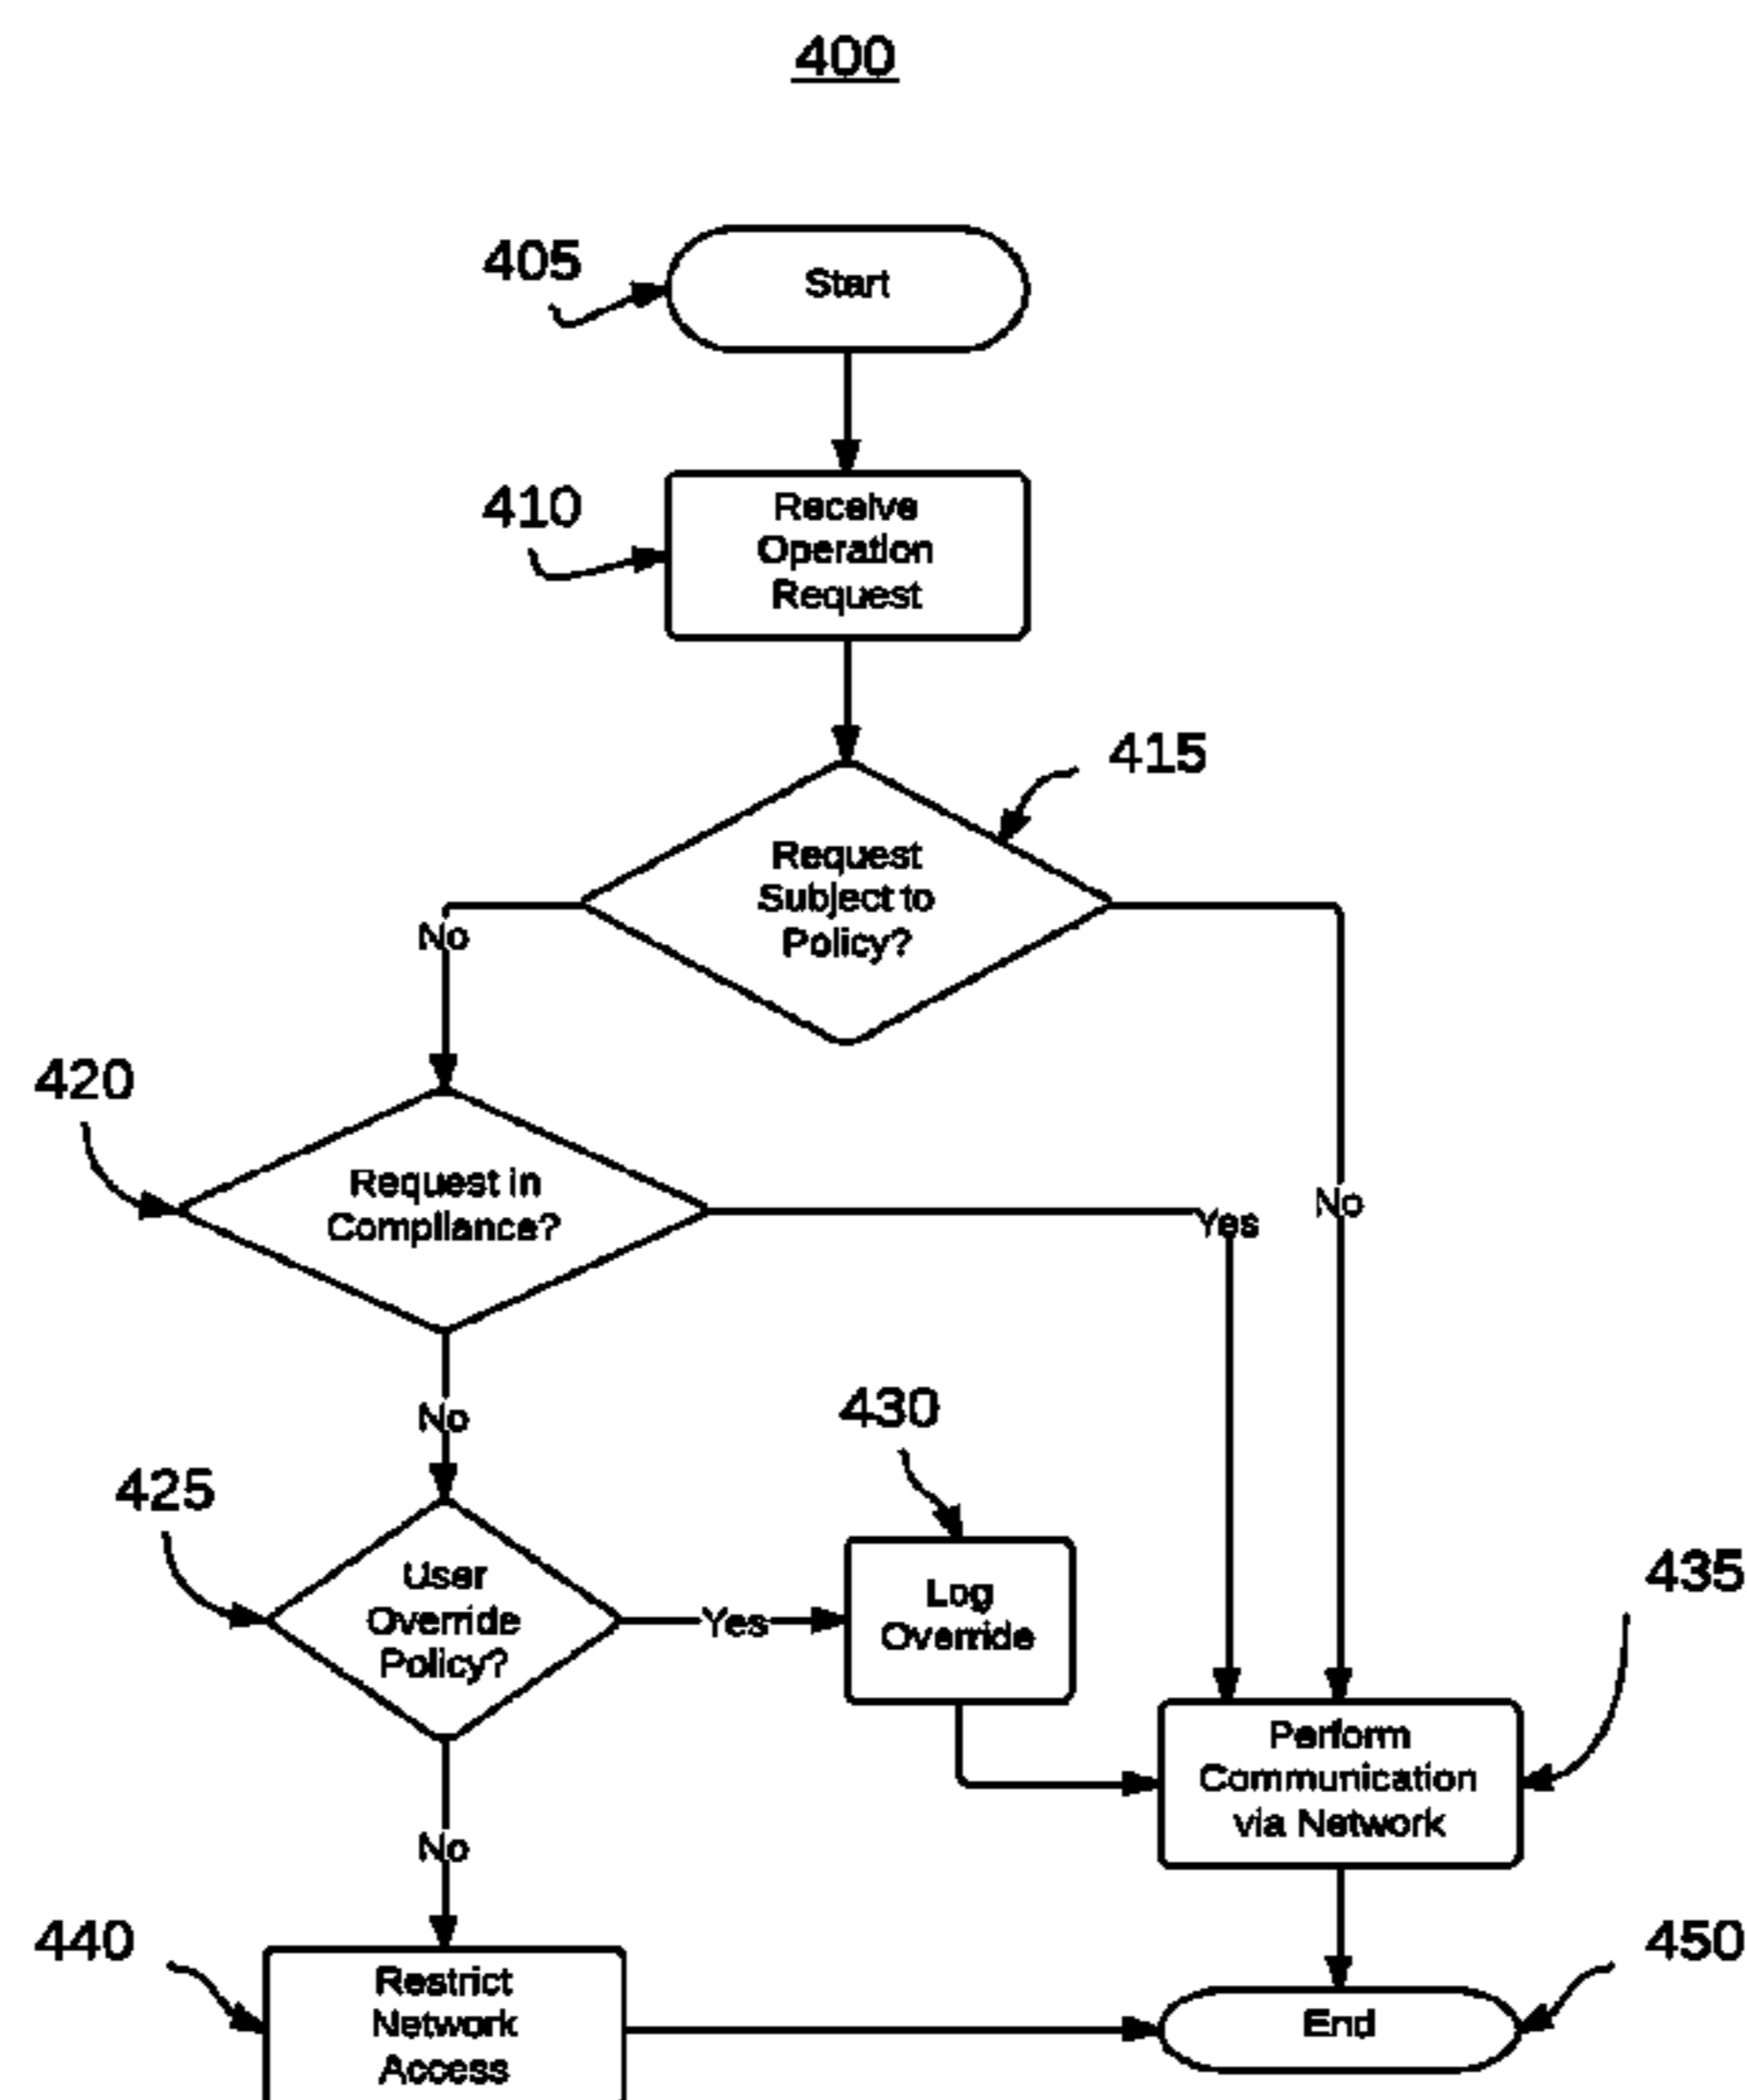 400
405
Start
410
Receive
Operation
Request
415
Request
Subject to
Policy?
No
420
Request in
Compliance?
Yes
No
No
430
425
User
Override
Policy?
Yes
Log
Override
435
Perform
Communication
via Network
No
440
Restrict
Network
Access
450
End